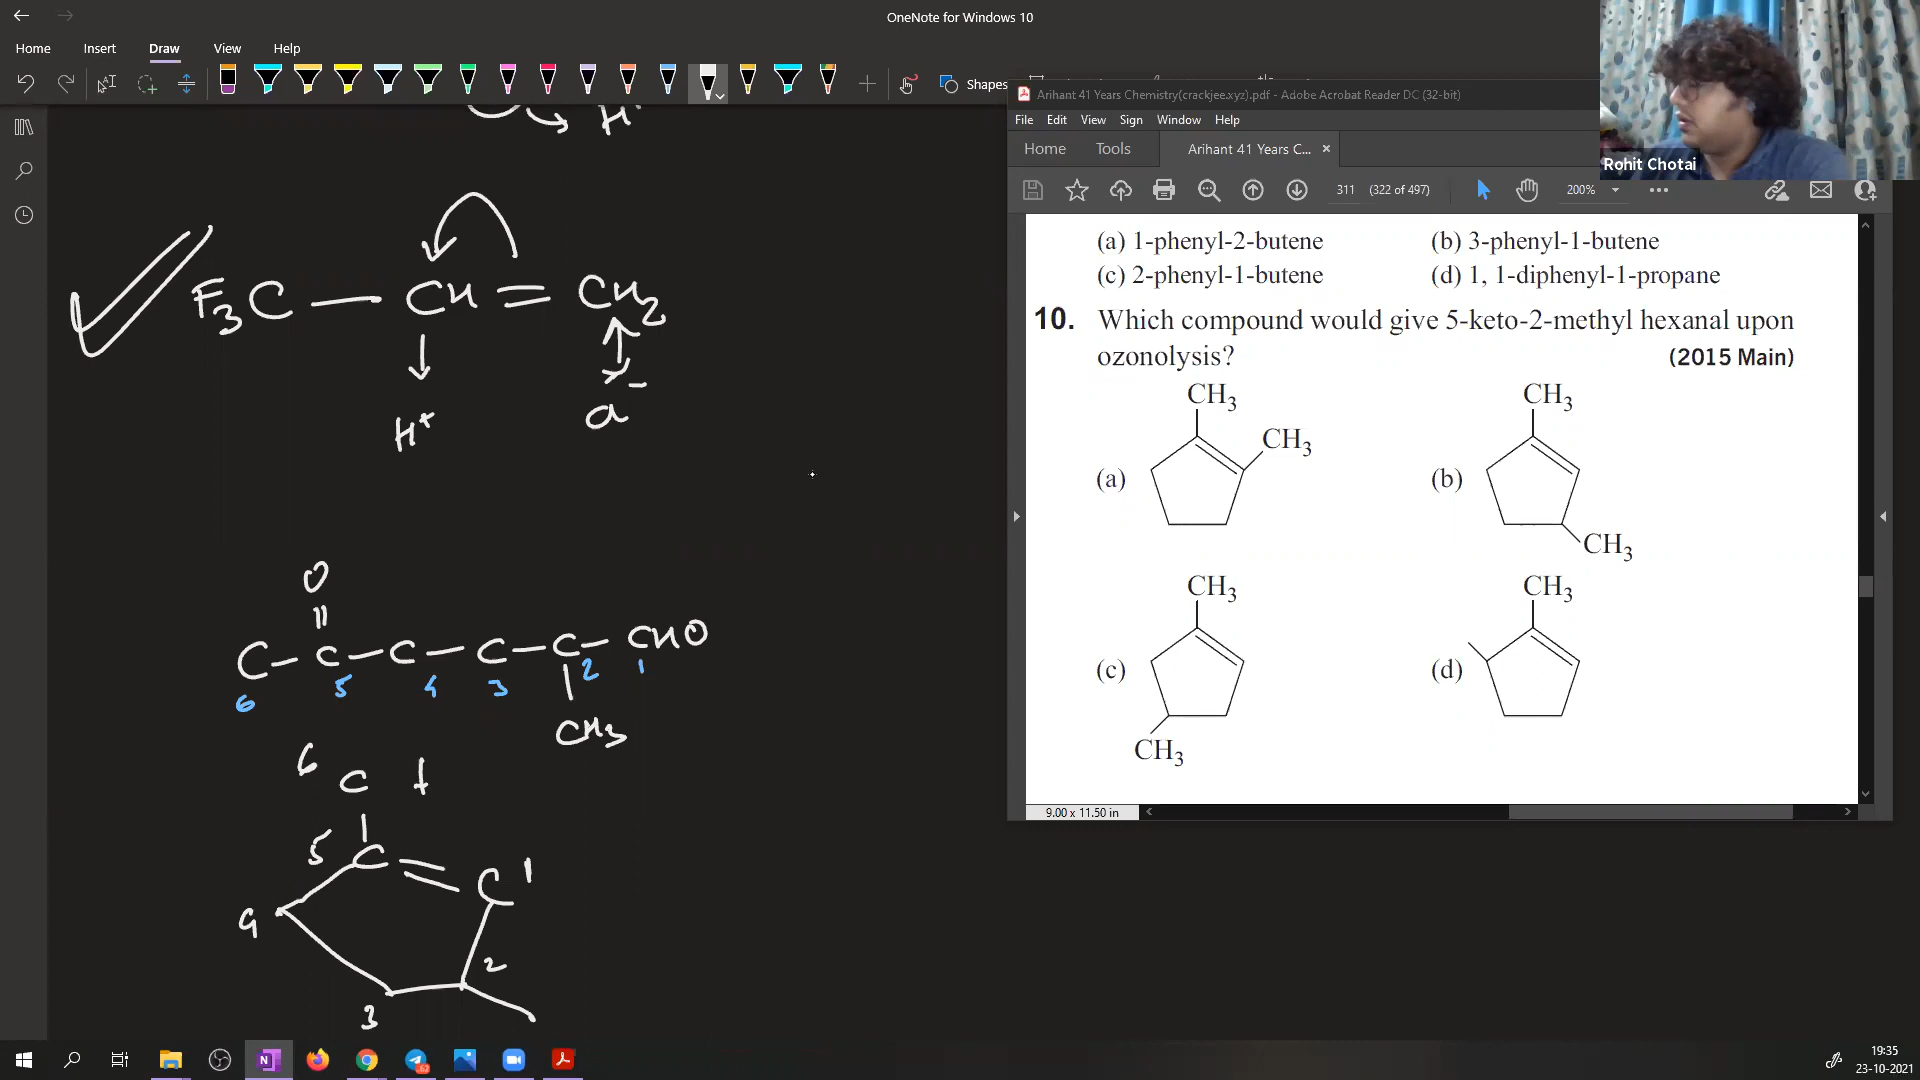 OneNote for Windows 10
Home Insert Draw View Help
Shapes
H
F3C — CH = CH2
H+
a
O
C – C – C – C – C – CHO
6 5 4 3 2 1
CH3
6 C +
5 C = C 1
4
2
3
Arihant 41 Years Chemistry(crackjee.xyz).pdf - Adobe Acrobat Reader DC (32-bit)
File Edit View Sign Window Help
Home Tools Arihant 41 Years C... ×
311 (322 of 497) 200%
Rohit Chotai
(a) 1-phenyl-2-butene (b) 3-phenyl-1-butene
(c) 2-phenyl-1-butene (d) 1, 1-diphenyl-1-propane
10. Which compound would give 5-keto-2-methyl hexanal upon
ozonolysis? (2015 Main)
CH3 CH3
CH3
(a) (b)
CH3
CH3 CH3
(c) (d)
CH3
9.00 x 11.50 in
19:35
23-10-2021